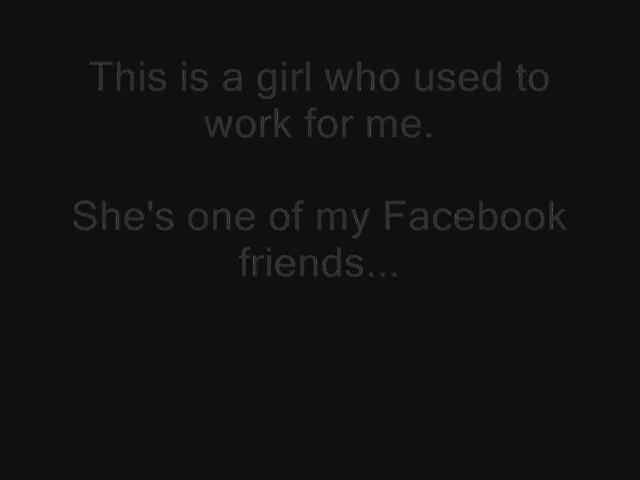 This is a girl who used to
work for me.
She's one of my Facebook
friends...